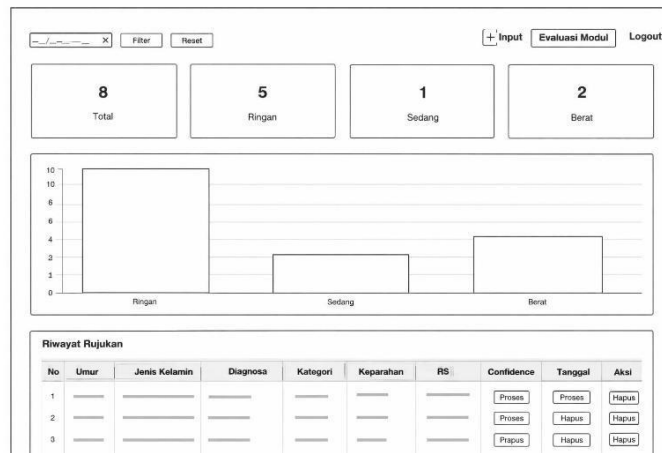 Filter Reset + Input Evaluasi Modul Logout
8 5 1 2
Total Ringan Sedang Berat
10
10
8
6
4
2
1
0
Ringan Sedang Berat
Riwayat Rujukan
No Umur Jenis Kelamin Diagnosa Kategori Keparahan RS Confidence Tanggal Aksi
1 Proses Proses Hapus
2 Proses Hapus Hapus
3 Prapus Hapus Hapus